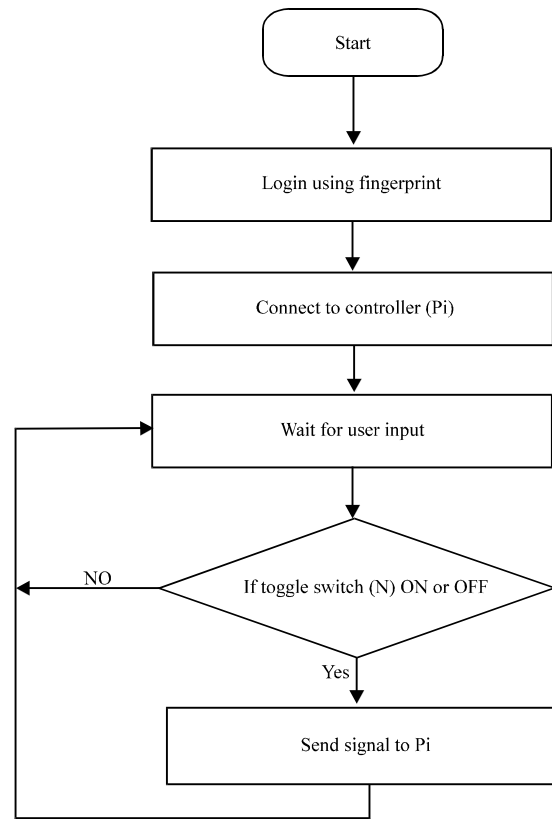 Start
Login using fingerprint
Connect to controller (Pi)
Wait for user input
NO
If toggle switch (N) ON or OFF
Yes
Send signal to Pi